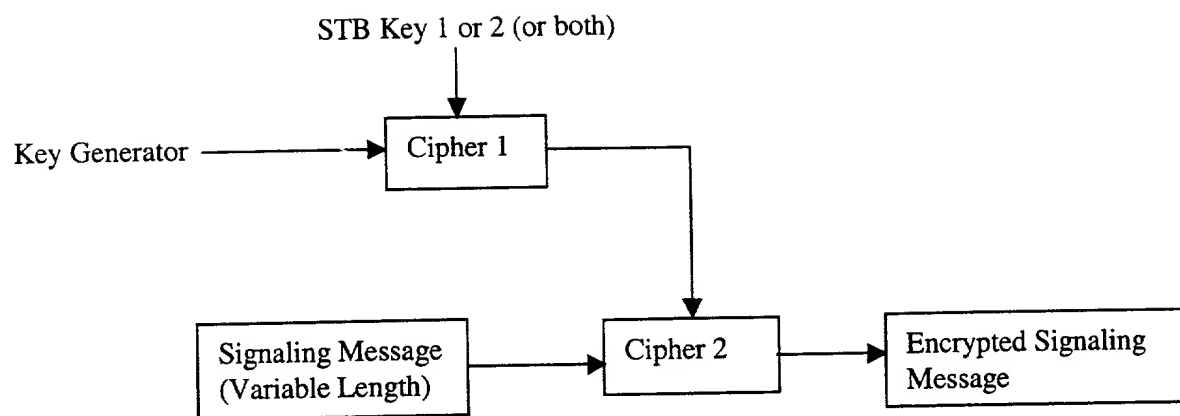 STB Key 1 or 2 (or both)
Key Generator
Cipher 1
Signaling Message
(Variable Length)
Cipher 2
Encrypted Signaling
Message